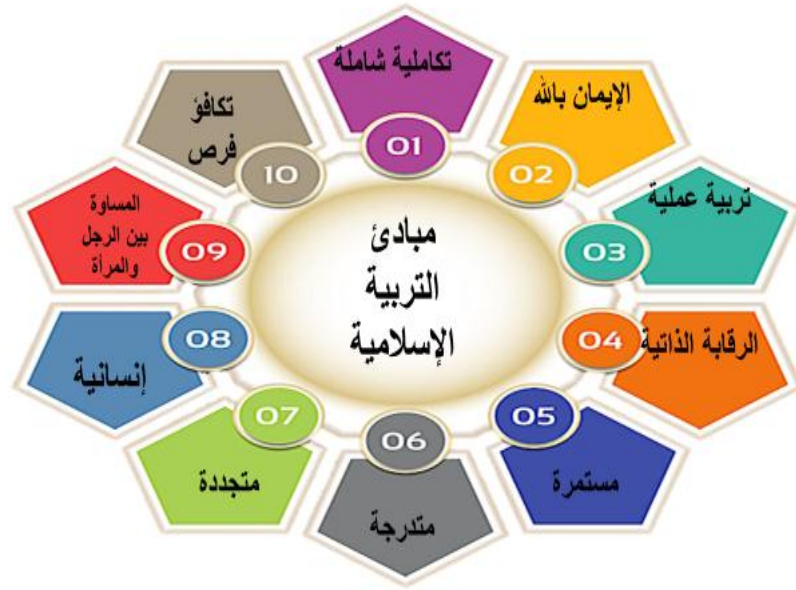 مبادئ
التربية
الإسلامية
01
تكاملية شاملة
02
الإيمان بالله
03
تربية عملية
04
الرقابة الذاتية
05
مستمرة
06
متدرجة
07
متجددة
08
إنسانية
09
المساوة
بين الرجل
والمرأة
10
تكافؤ
فرص